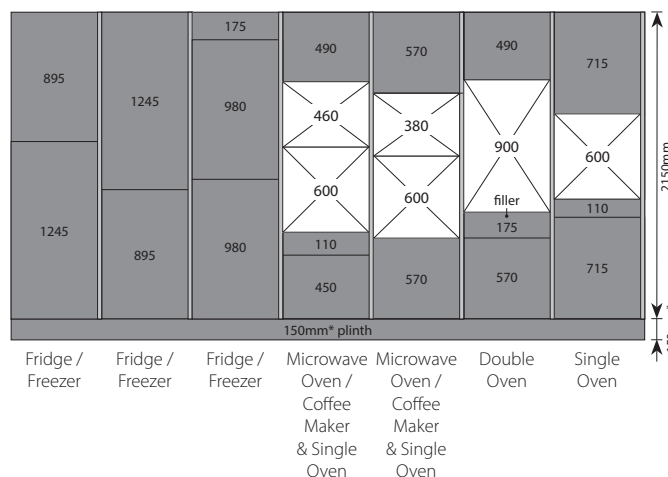 895
1245
1245
895
175
980
980
490
460
600
110
450
570
380
600
570
490
900
filler
175
570
715
600
110
715
2150mm
150mm* plinth
Fridge /
Freezer
Fridge /
Freezer
Fridge /
Freezer
Microwave
Oven /
Coffee
Maker
& Single
Oven
Microwave
Oven /
Coffee
Maker
& Single
Oven
Double
Oven
Single
Oven